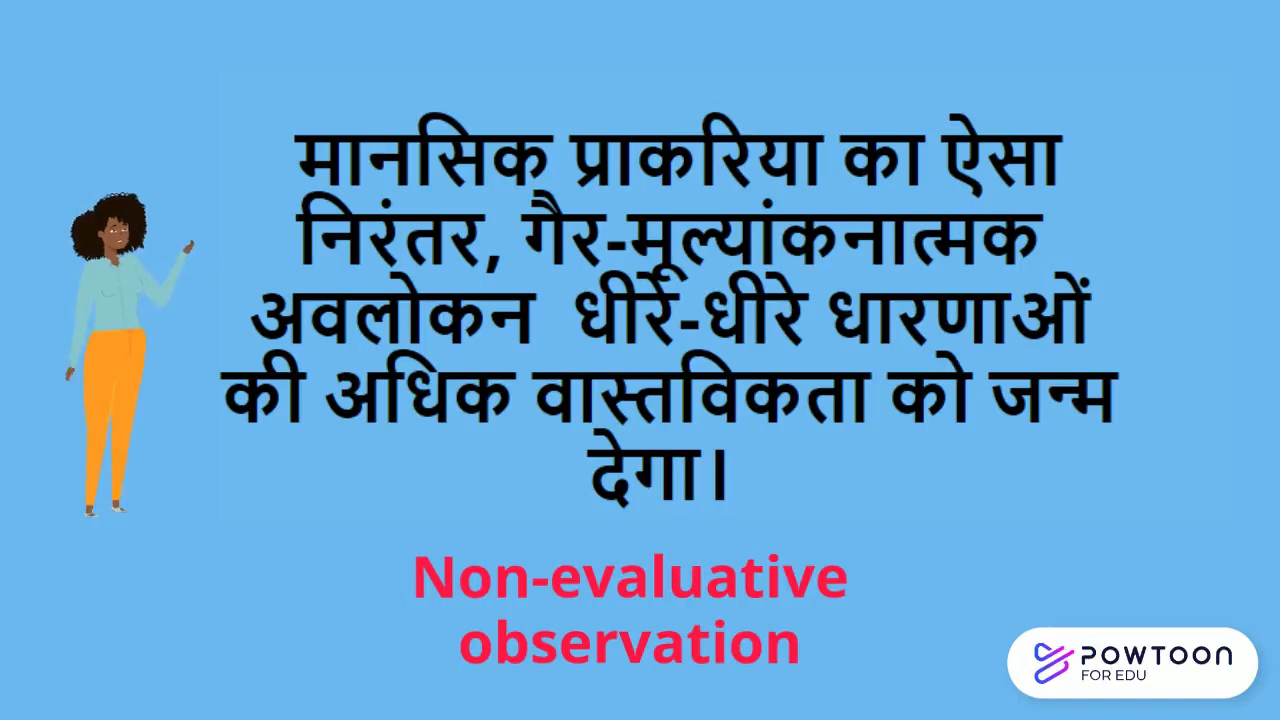 मानसिक प्राकरिया का ऐसा
निरंतर, गैर-मूल्यांकनात्मक
अवलोकन धीरे-धीरे धारणाओं
की अधिक वास्तविकता को जन्म
देगा।
Non-evaluative
observation
POWTOON
FOR EDU